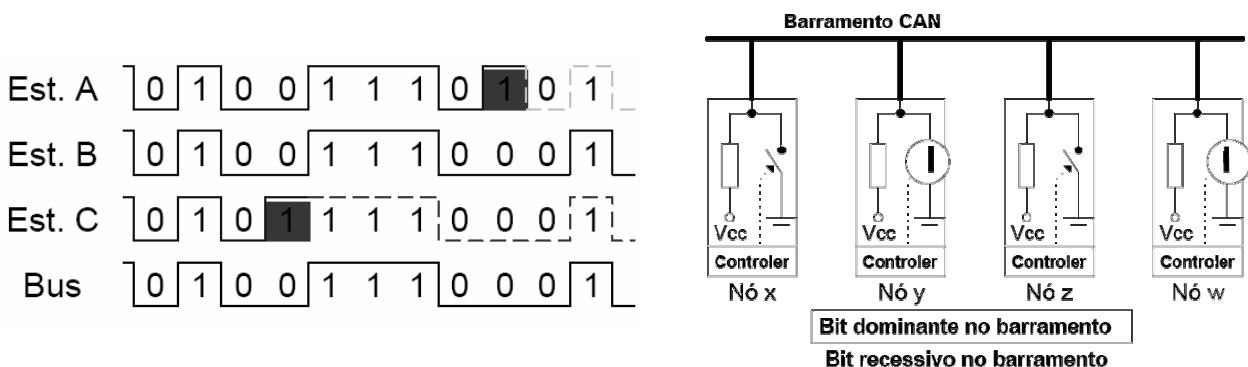 Est. A 0 1 0 0 1 1 1 0 1 0 1
Est. B 0 1 0 0 1 1 1 0 0 0 1
Est. C 0 1 0 1 1 1 1 0 0 0 1
Bus 0 1 0 0 1 1 1 0 0 0 1
Barramento CAN
Vcc Vcc Vcc Vcc
Controler Controler Controler Controler
Nó x Nó y Nó z Nó w
Bit dominante no barramento
Bit recessivo no barramento